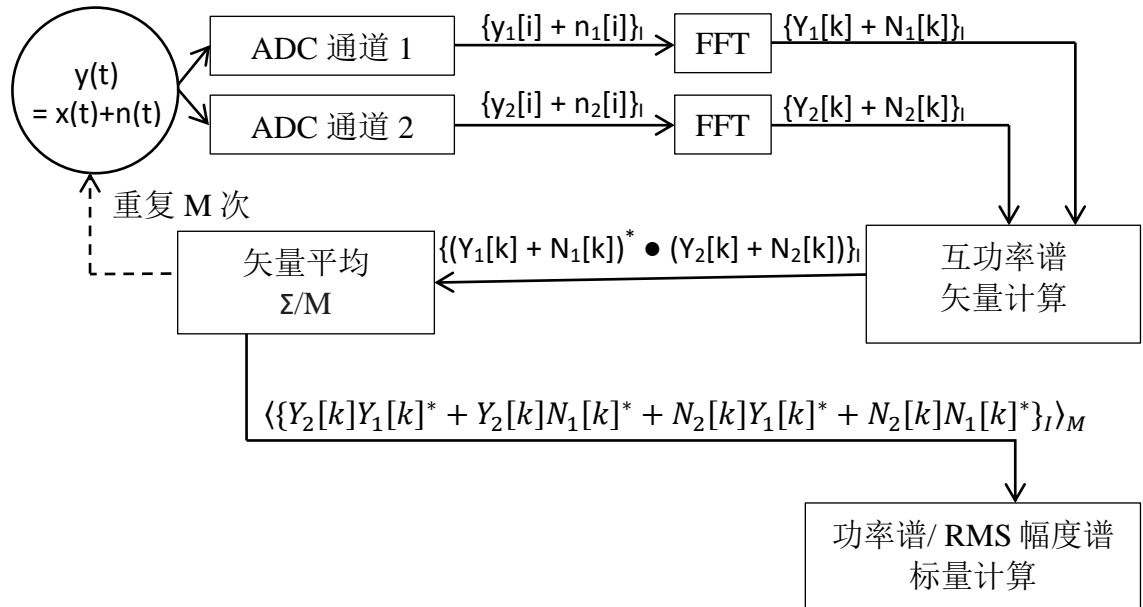 y(t)
= x(t)+n(t)
ADC 通道 1
{y₁[i] + n₁[i]}ₗ
FFT
{Y₁[k] + N₁[k]}ₗ
ADC 通道 2
{y₂[i] + n₂[i]}ₗ
FFT
{Y₂[k] + N₂[k]}ₗ
重复 M 次
矢量平均
Σ/M
{(Y₁[k] + N₁[k])* ● (Y₂[k] + N₂[k])}ₗ
互功率谱
矢量计算
⟨{Y₂[k]Y₁[k]* + Y₂[k]N₁[k]* + N₂[k]Y₁[k]* + N₂[k]N₁[k]*}_I⟩_M
功率谱/ RMS 幅度谱
标量计算